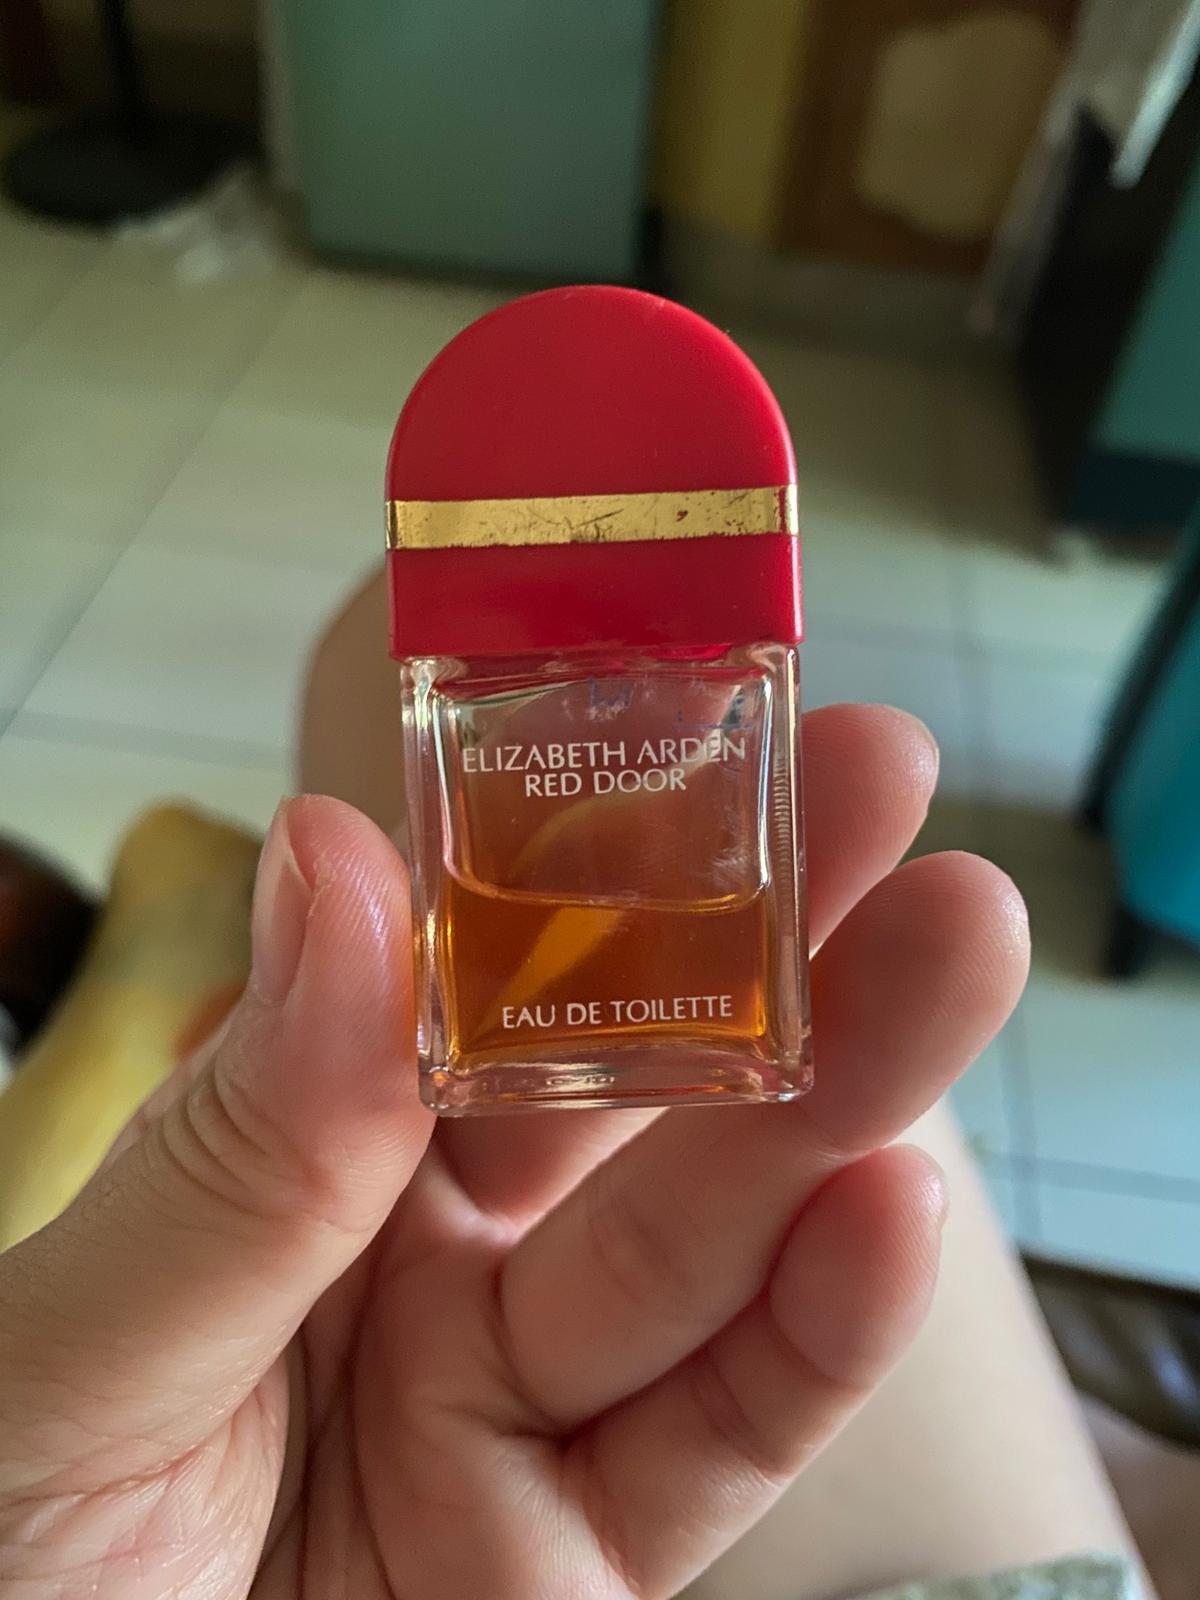 ELIZABETH ARDEN
RED DOOR
EAU DE TOILETTE